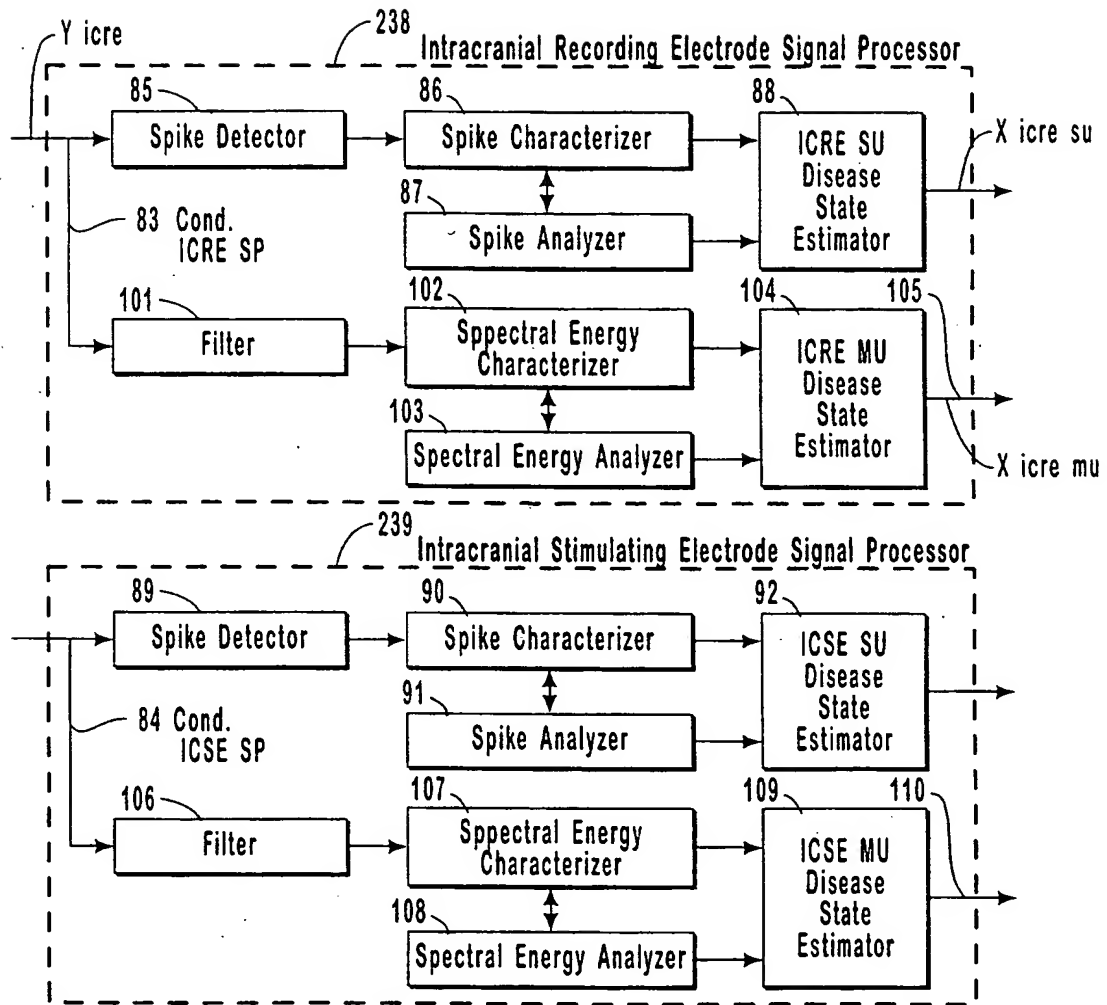 Y icre
238
Intracranial Recording Electrode Signal Processor
85
Spike Detector
86
Spike Characterizer
88
ICRE SU
Disease
State
Estimator
X icre su
87
Spike Analyzer
83 Cond.
ICRE SP
101
Filter
102
Sppectral Energy
Characterizer
104
105
ICRE MU
Disease
State
Estimator
103
Spectral Energy Analyzer
X icre mu
239
Intracranial Stimulating Electrode Signal Processor
89
Spike Detector
90
Spike Characterizer
92
ICSE SU
Disease
State
Estimator
91
Spike Analyzer
84 Cond.
ICSE SP
106
Filter
107
Sppectral Energy
Characterizer
109
110
ICSE MU
Disease
State
Estimator
108
Spectral Energy Analyzer